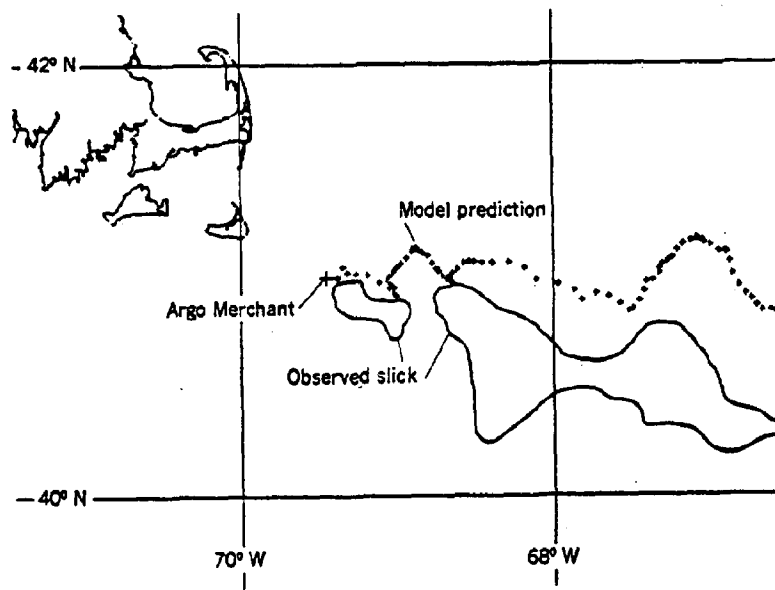 42° N
Model prediction
Argo Merchant
Observed slick
40° N
70° W
68° W